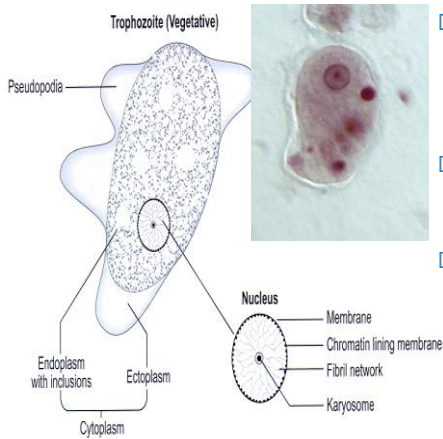 Trophozoite (Vegetative)
Pseudopodia
Nucleus
Membrane
Chromatin lining membrane
Fibril network
Karyosome
Endoplasm
with inclusions
Ectoplasm
Cytoplasm